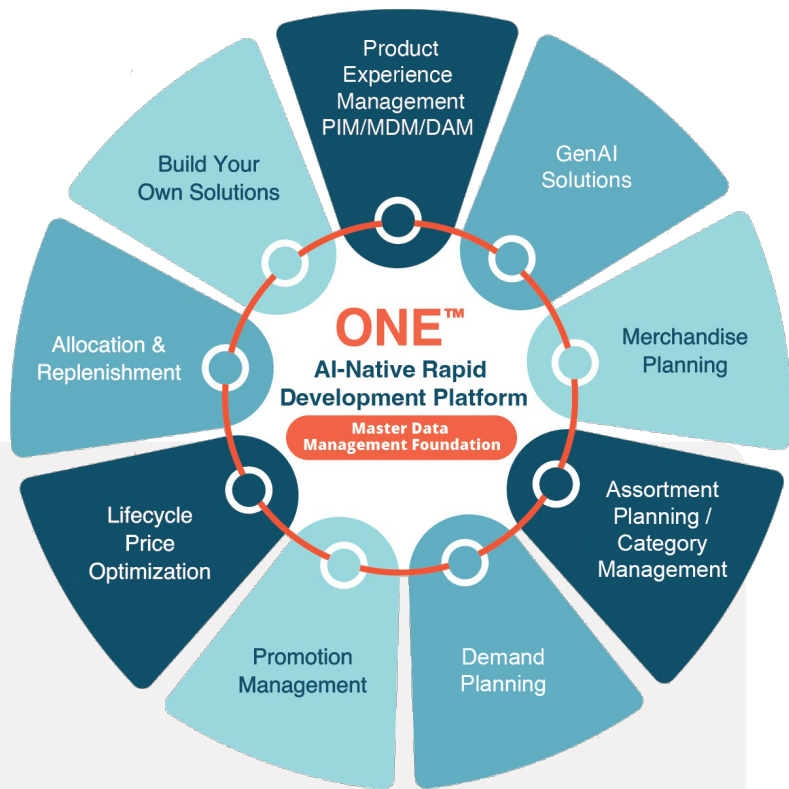 Product
Experience
Management
PIM/MDM/DAM
GenAI
Solutions
Merchandise
Planning
Assortment
Planning /
Category
Management
Demand
Planning
Promotion
Management
Lifecycle
Price
Optimization
Allocation &
Replenishment
Build Your
Own Solutions
ONE™
AI-Native Rapid
Development Platform
Master Data
Management Foundation